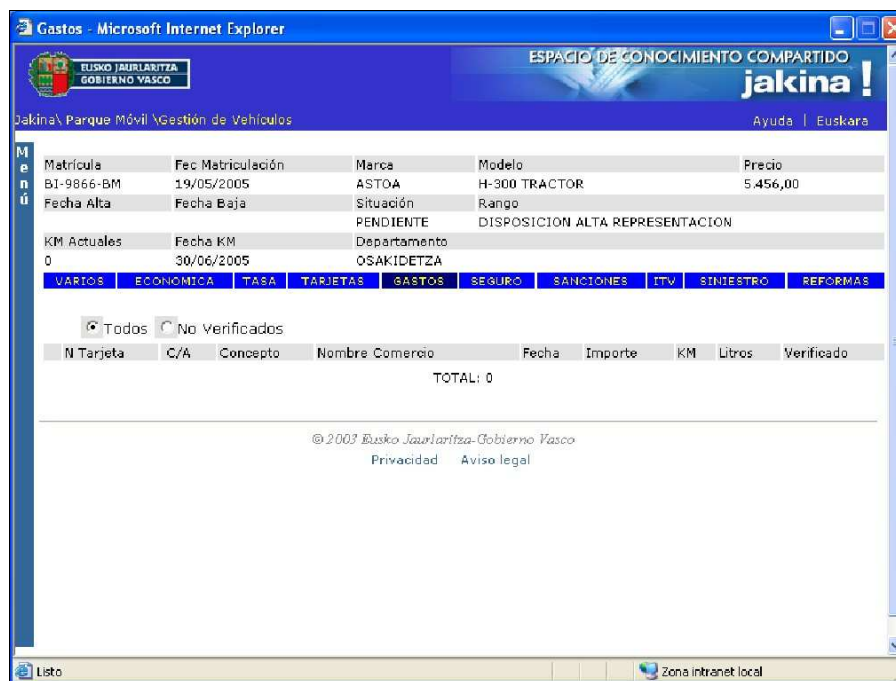 Gastos - Microsoft Internet Explorer
EUSKO JAURLARITZA
GOBIERNO VASCO
ESPACIO DE CONOCIMIENTO COMPARTIDO
jakina !
Jakina\ Parque Móvil \Gestión de Vehículos
Ayuda | Euskara
Menú
Matrícula Fec Matriculación Marca Modelo Precio
BI-9866-BM 19/05/2005 ASTOA H-300 TRACTOR 5.456,00
Fecha Alta Fecha Baja Situación Rango
PENDIENTE DISPOSICION ALTA REPRESENTACION
KM Actuales Fecha KM Departamento
0 30/06/2005 OSAKIDETZA
VARIOS ECONOMICA TASA TARJETAS GASTOS SEGURO SANCIONES ITV SINIESTRO REFORMAS
Todos No Verificados
N Tarjeta C/A Concepto Nombre Comercio Fecha Importe KM Litros Verificado
TOTAL: 0
© 2003 Eusko Jaurlaritza-Gobierno Vasco
Privacidad Aviso legal
Listo Zona intranet local